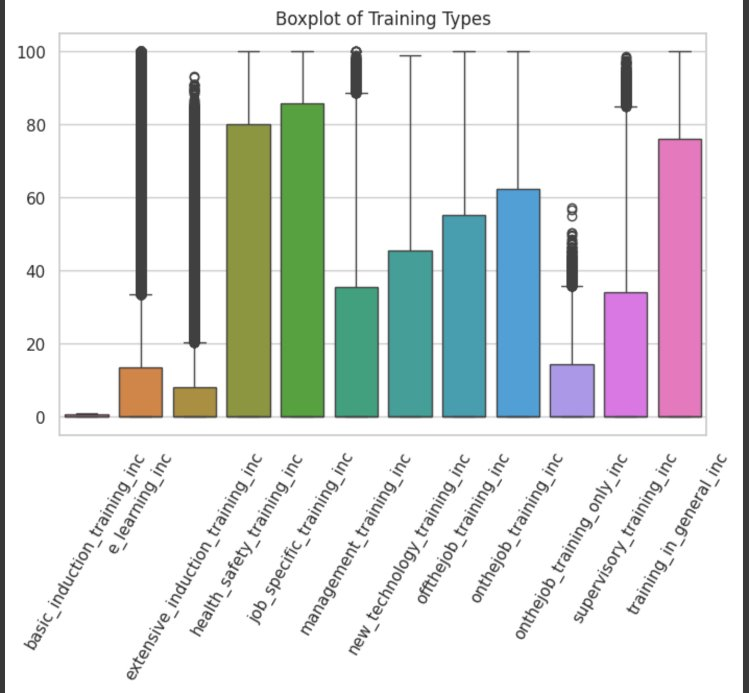 Boxplot of Training Types
100
80
60
40
20
0
basic_induction_training_inc
e_learning_inc
extensive_induction_training_inc
health_safety_training_inc
job_specific_training_inc
management_training_inc
new_technology_training_inc
offthejob_training_inc
onthejob_training_inc
onthejob_training_only_inc
supervisory_training_inc
training_in_general_inc